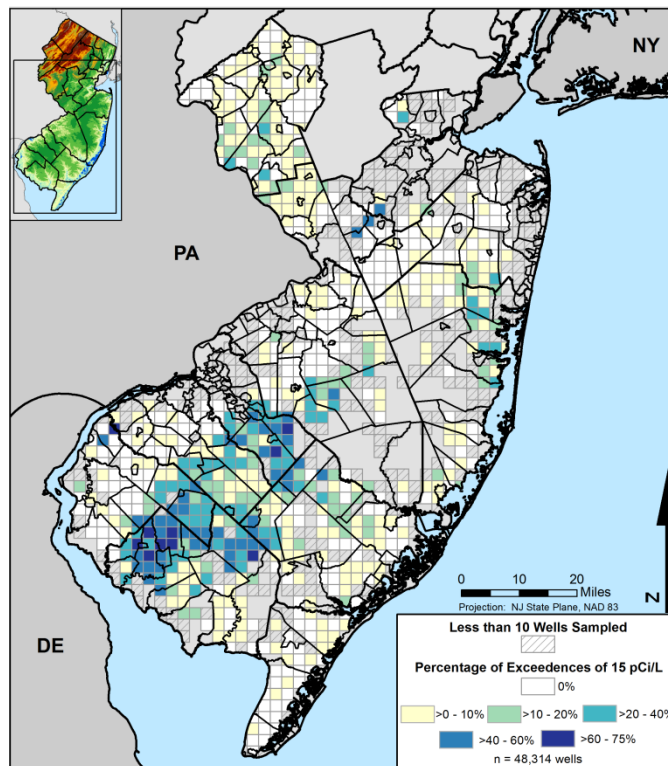 NY
PA
DE
0 10 20
Miles
Projection: NJ State Plane, NAD 83
N
Less than 10 Wells Sampled
Percentage of Exceedences of 15 pCi/L
0%
>0 - 10% >10 - 20% >20 - 40%
>40 - 60% >60 - 75%
n = 48,314 wells